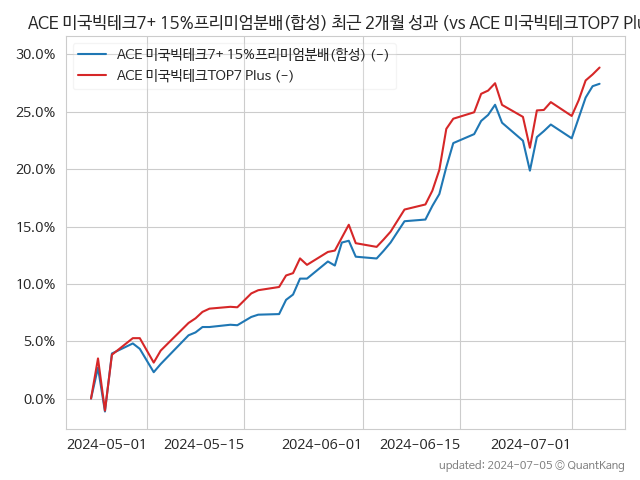 ACE 미국빅테크7+ 15%프리미엄분배(합성) 최근 2개월 성과 (vs ACE 미국빅테크TOP7 Plu
ACE 미국빅테크7+ 15%프리미엄분배(합성) (-)
ACE 미국빅테크TOP7 Plus (-)
30.0%
25.0%
20.0%
15.0%
10.0%
5.0%
0.0%
2024-05-01 2024-05-15 2024-06-01 2024-06-15 2024-07-01
updated: 2024-07-05 © QuantKang